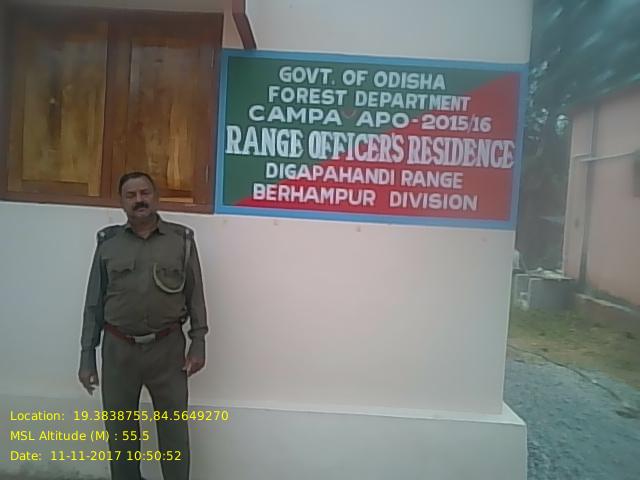 GOVT. OF ODISHA
FOREST DEPARTMENT
CAMPA APO-2015/16
RANGE OFFICER'S RESIDENCE
DIGAPAHANDI RANGE
BERHAMPUR DIVISION
Location: 19.3838755,84.5649270
MSL Altitude (M) : 55.5
Date: 11-11-2017 10:50:52